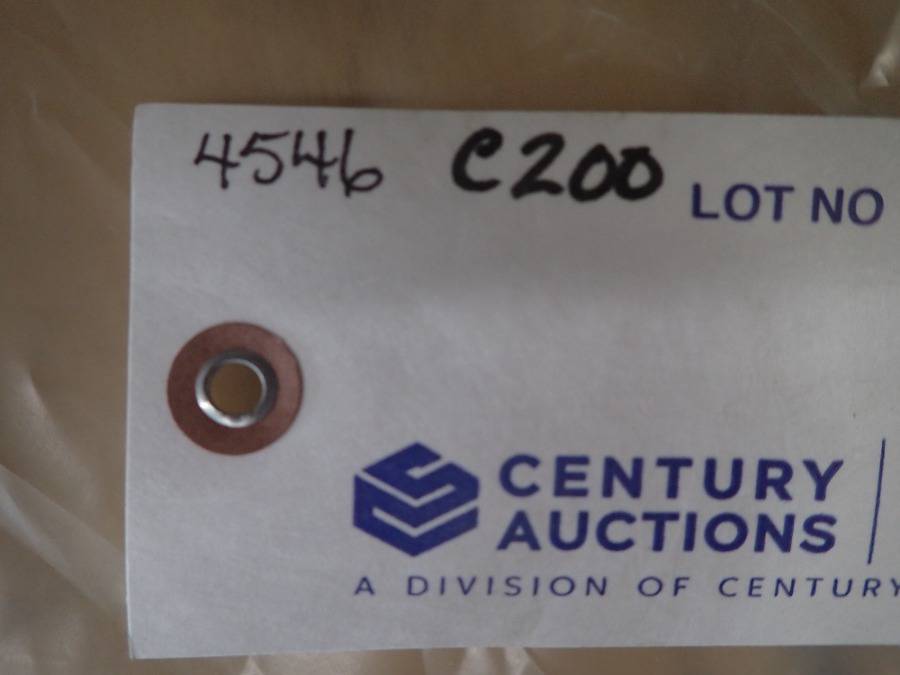 4546 C200 LOT NO
CENTURY
AUCTIONS
A DIVISION OF CENTURY